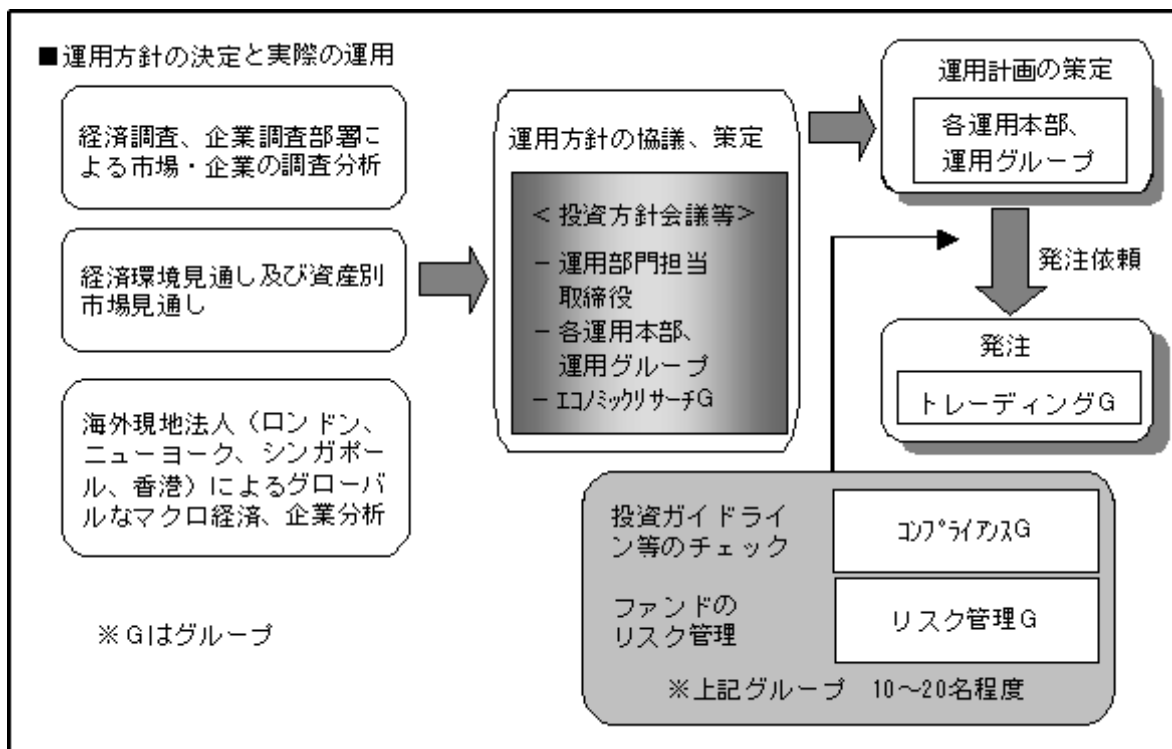 ■運用方針の決定と実際の運用
経済調査、企業調査部署に
よる市場・企業の調査分析
経済環境見通し及び資産別
市場見通し
海外現地法人（ロンドン、
ニューヨーク、シンガポー
ル、香港）によるグローバ
ルなマクロ経済、企業分析
※Gはグループ
運用方針の協議、策定
＜投資方針会議等＞
－運用部門担当
取締役
－各運用本部、
運用グループ
－ｴｺﾉﾐｯｸﾘｻｰﾁG
運用計画の策定
各運用本部、
運用グループ
発注依頼
発注
トレーディングG
投資ガイドライ
ン等のチェック
ｺﾝﾌﾟﾗｲｱﾝｽG
ファンドの
リスク管理
リスク管理G
※上記グループ　10～20名程度